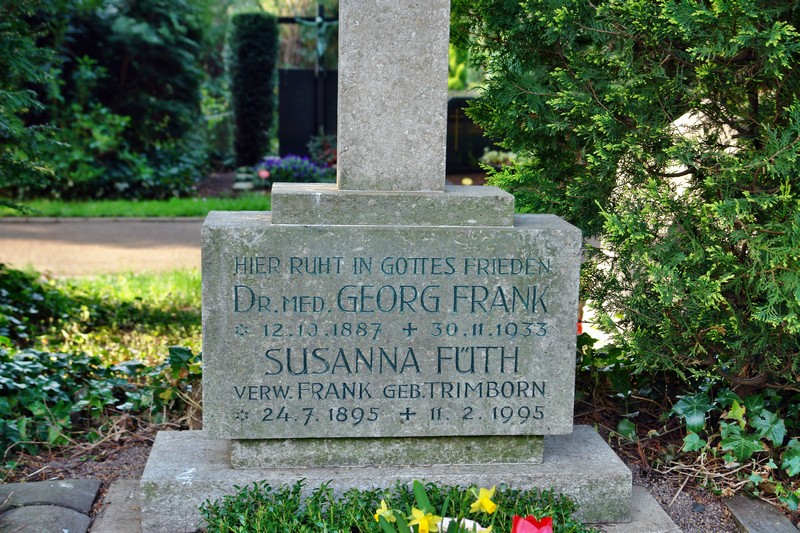 HIER RUHT IN GOTTES FRIEDEN
DR. MED. GEORG FRANK
* 12.10.1887 + 30.11.1933
SUSANNA FÜTH
VERW. FRANK GEB. TRIMBORN
* 24.7.1895 + 11.2.1995